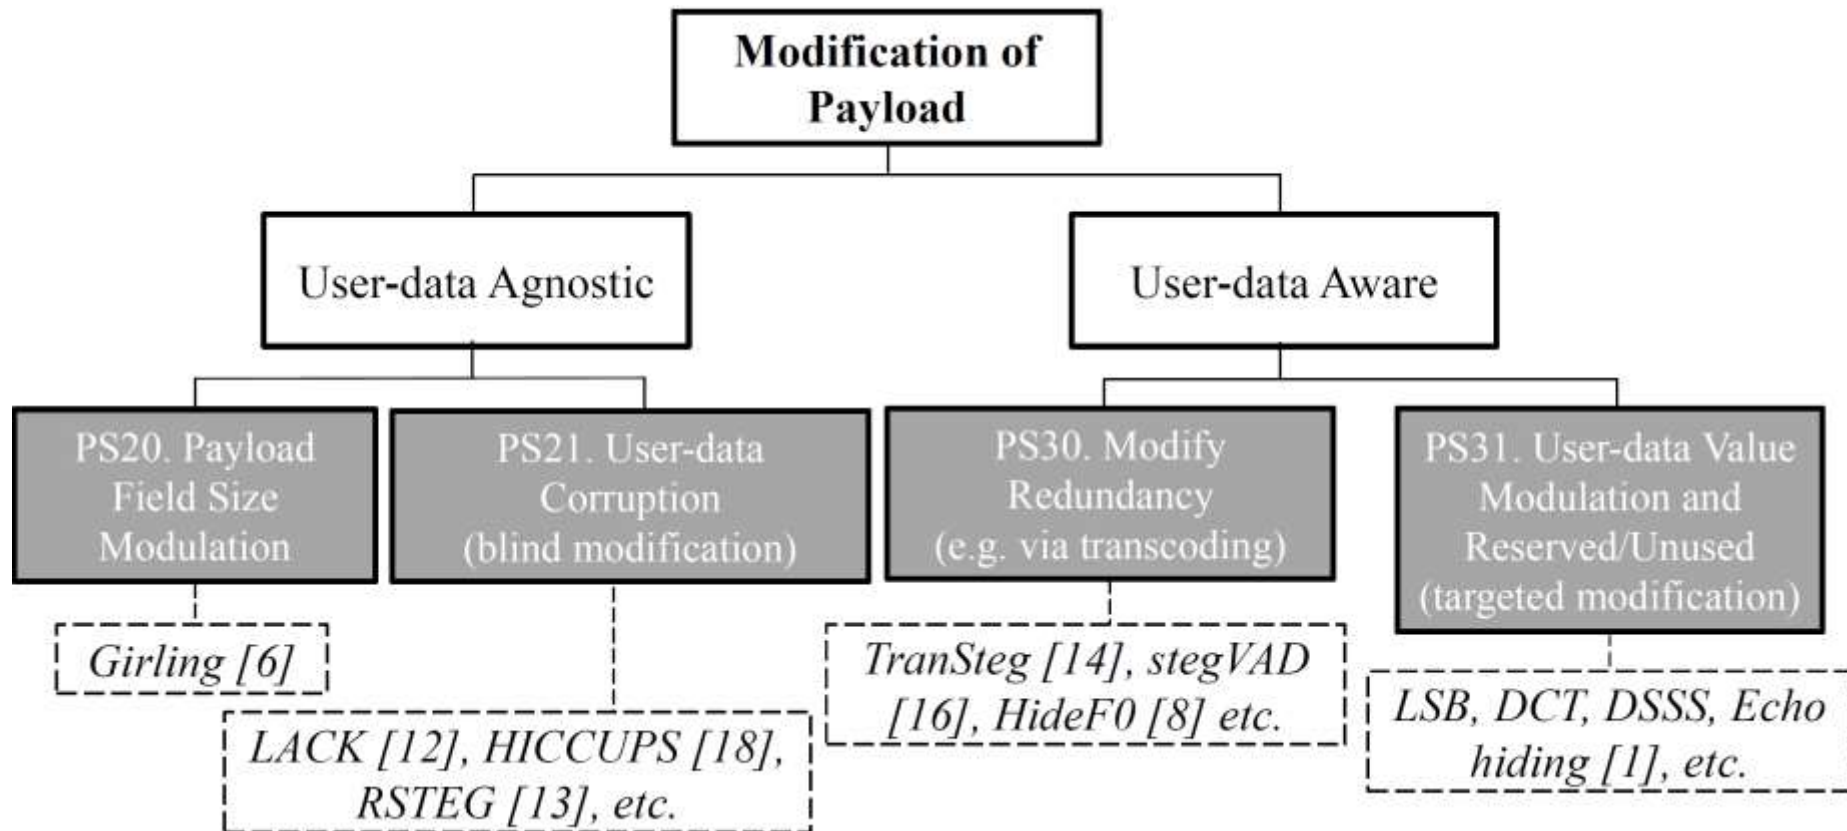 Modification of
Payload
User-data Agnostic
User-data Aware
PS20. Payload
Field Size
Modulation
PS21. User-data
Corruption
(blind modification)
PS30. Modify
Redundancy
(e.g. via transcoding)
PS31. User-data Value
Modulation and
Reserved/Unused
(targeted modification)
Girling [6]
LACK [12], HICCUPS [18],
RSTEG [13], etc.
TranSteg [14], stegVAD
[16], HideF0 [8] etc.
LSB, DCT, DSSS, Echo
hiding [1], etc.